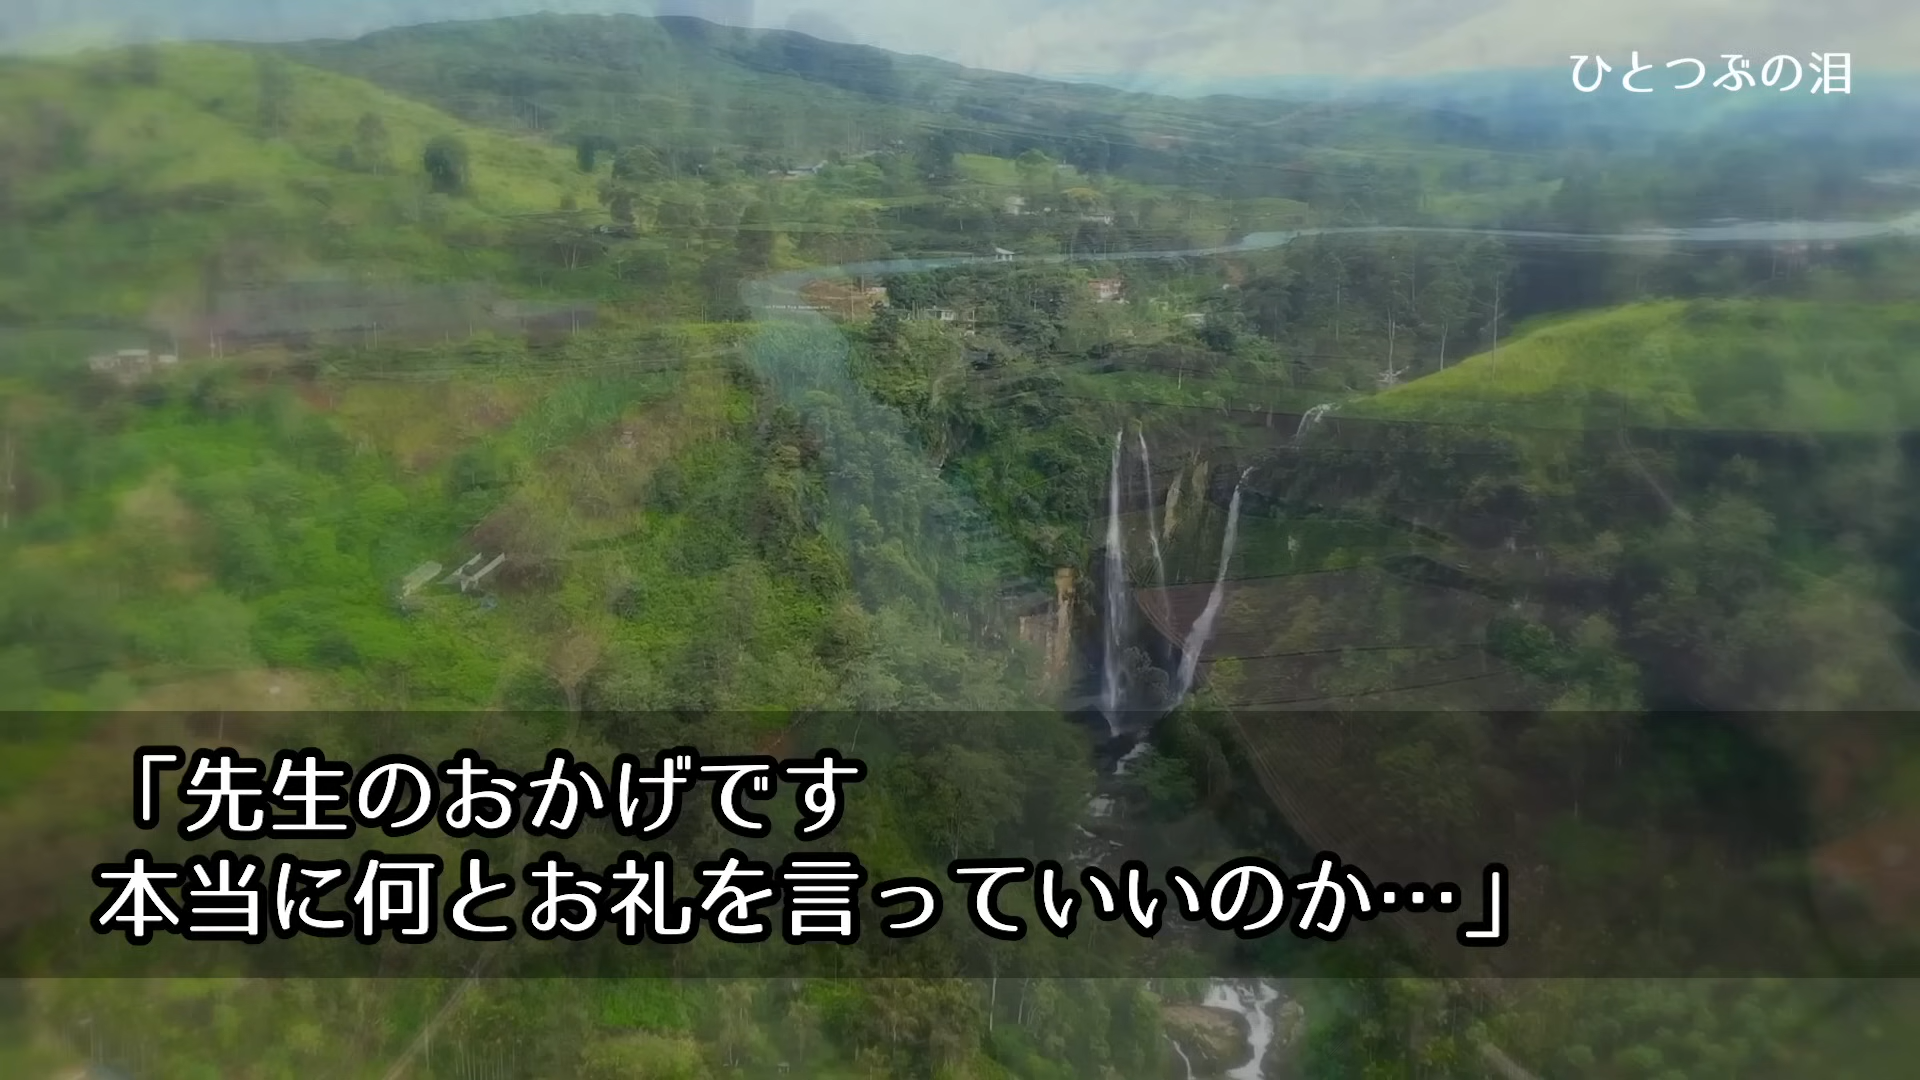 ひとつぶの泪
「先生のおかげです
本当に何とお礼を言っていいのか…」